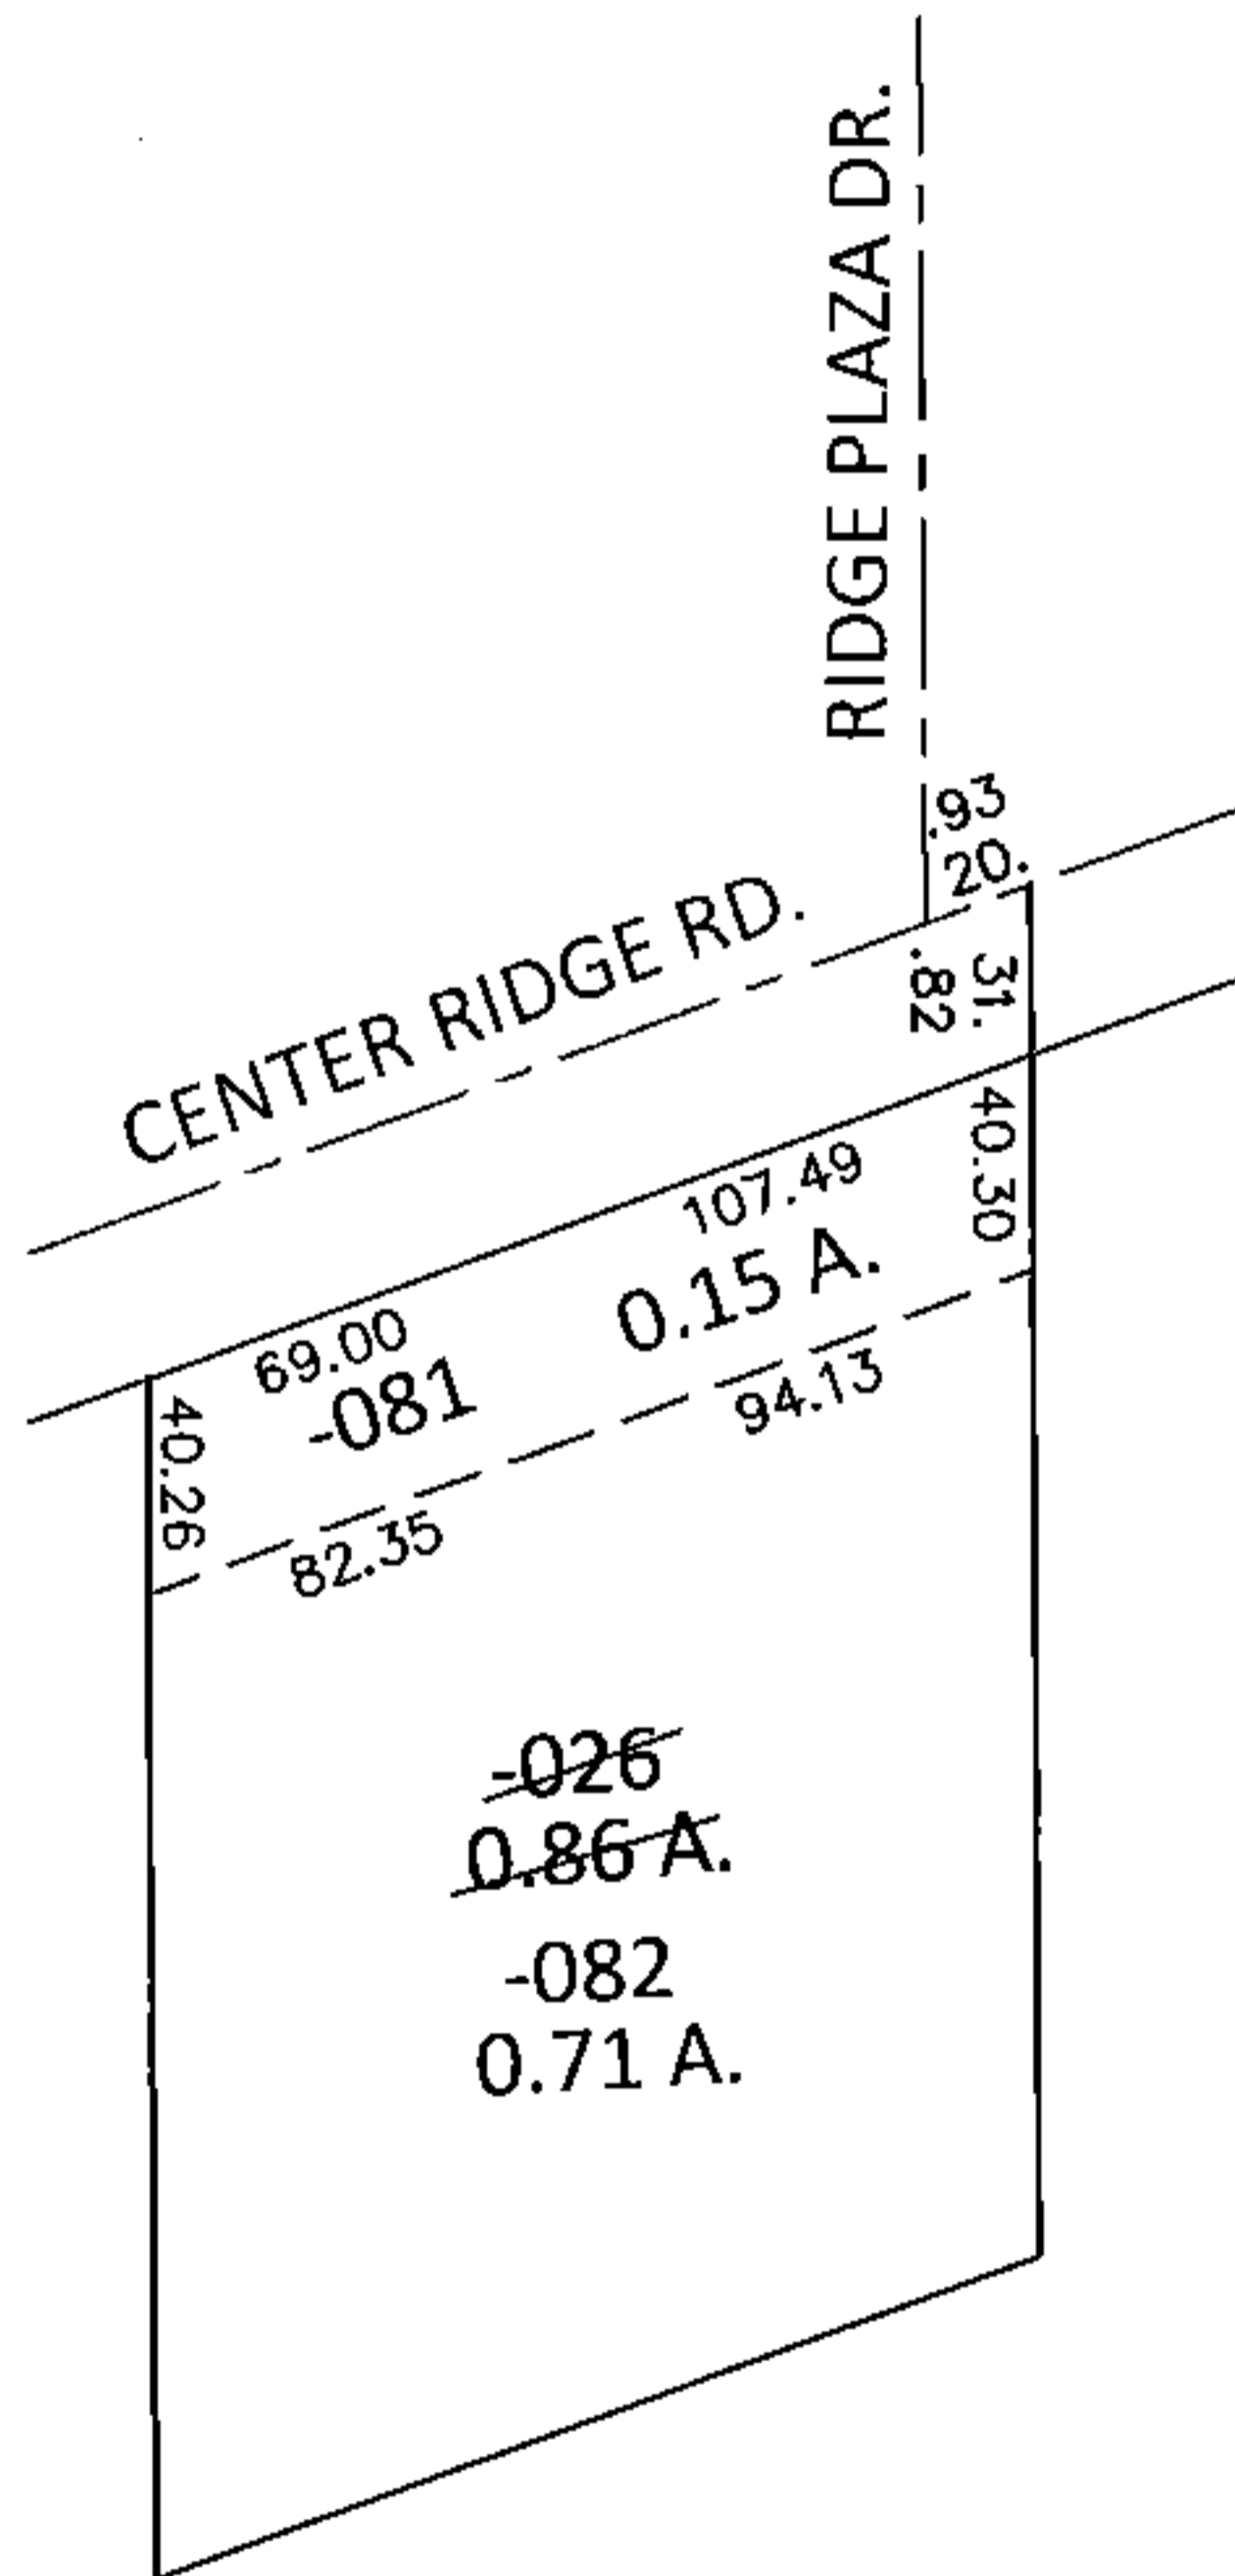 RIDGE PLAZA DR.
.93
20.
CENTER RIDGE RD.
31.
.82
40.30
107.49
0.15 A.
69.00
-081
94.13
40.26
82.35
-026
0.86 A.
-082
0.71 A.